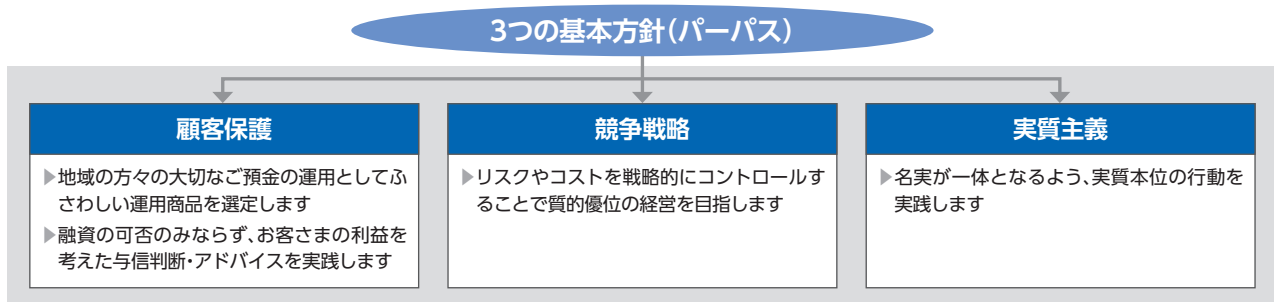 3つの基本方針(パーパス)
顧客保護
▶地域の方々の大切なご預金の運用としてふ
さわしい運用商品を選定します
▶融資の可否のみならず、お客さまの利益を
考えた与信判断・アドバイスを実践します
競争戦略
▶リスクやコストを戦略的にコントロールす
ることで質的優位の経営を目指します
実質主義
▶名実が一体となるよう、実質本位の行動を
実践します